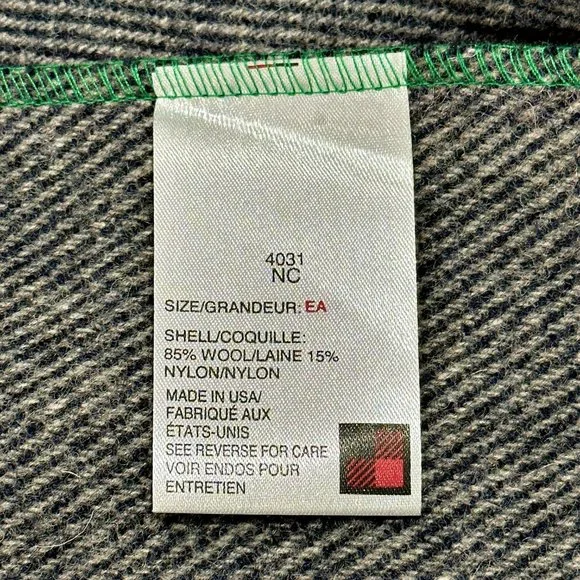 4031
NC
SIZE/GRANDEUR: EA
SHELL/COQUILLE:
85% WOOL/LAINE 15%
NYLON/NYLON
MADE IN USA/
FABRIQUÉ AUX
ÉTATS-UNIS
SEE REVERSE FOR CARE
VOIR ENDOS POUR
ENTRETIEN